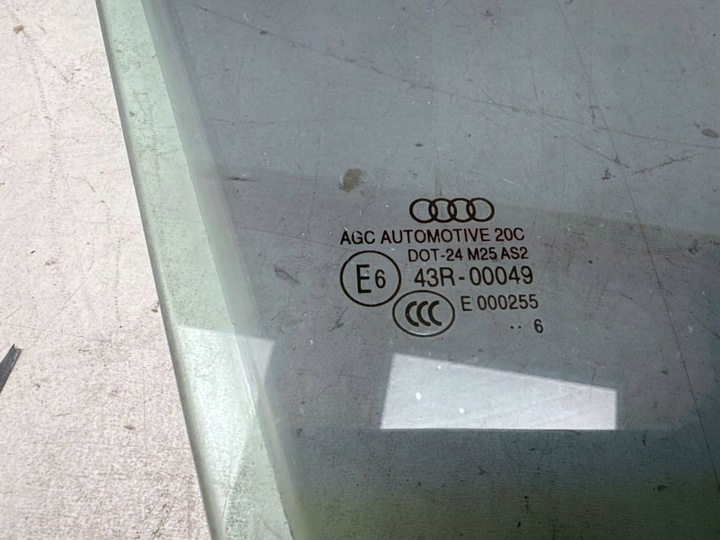 AGC AUTOMOTIVE 20C
DOT-24 M25 AS2
E6 43R-00049
CCC E 000255
·· 6